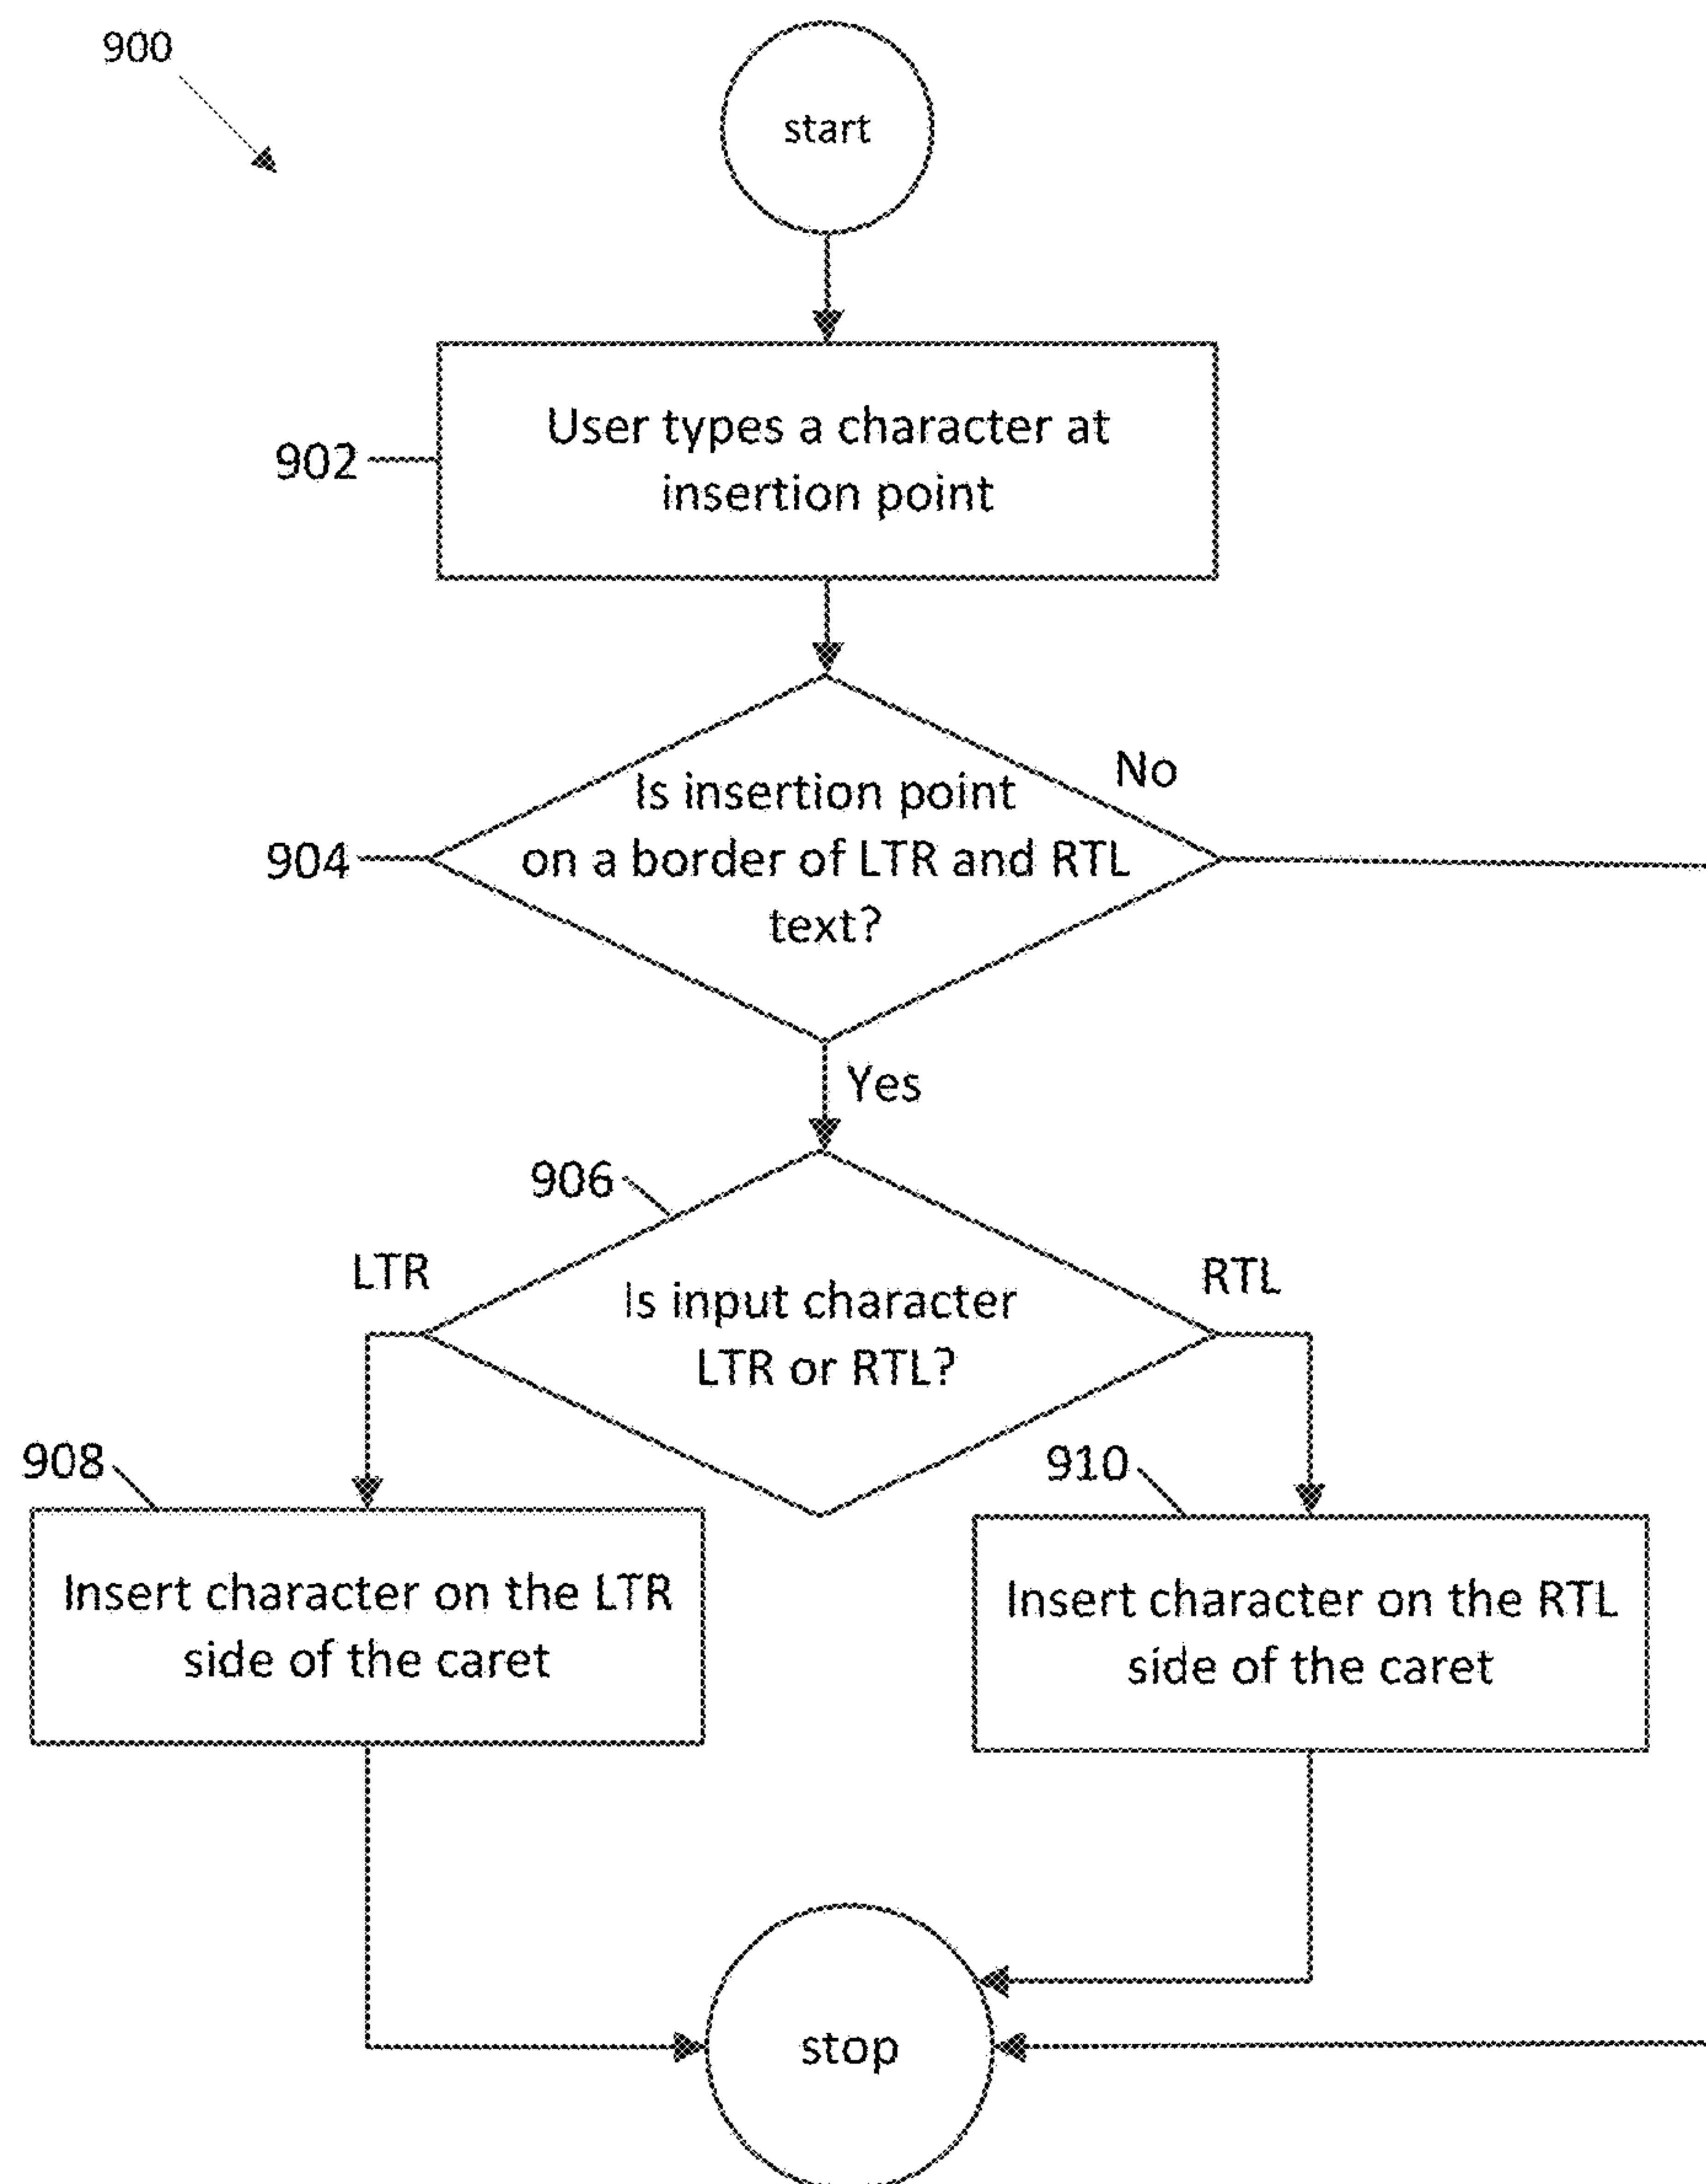 900
start
User types a character at
insertion point
902
No
Is insertion point
on a border of LTR and RTL
text?
904
Yes
906
LTR
RTL
Is input character
LTR or RTL?
908
910
Insert character on the LTR
side of the caret
Insert character on the RTL
side of the caret
stop